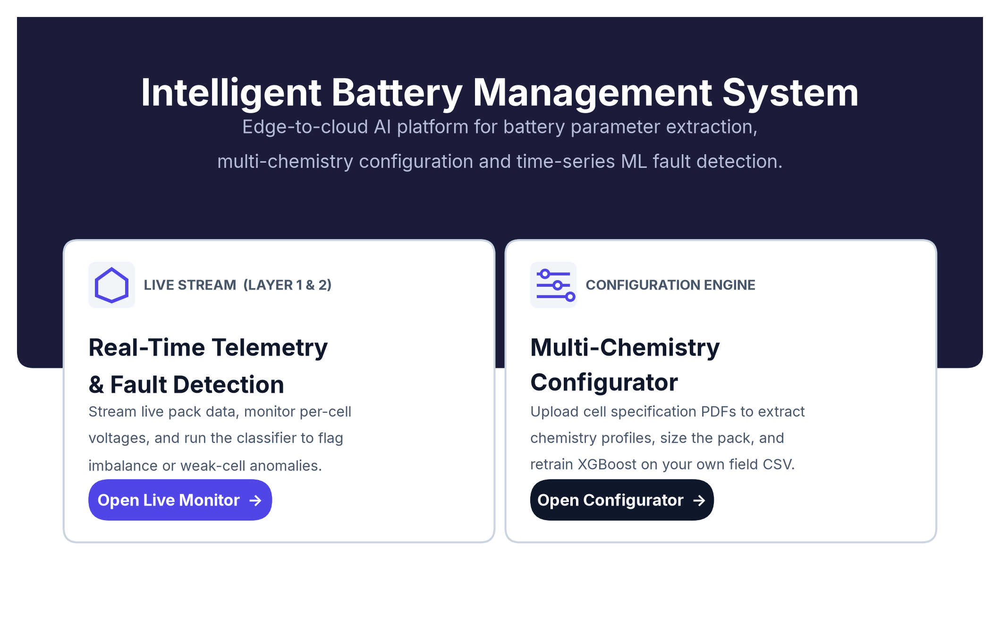 Intelligent Battery Management System
Edge-to-cloud AI platform for battery parameter extraction,
multi-chemistry configuration and time-series ML fault detection.
LIVE STREAM (LAYER 1 & 2)
Real-Time Telemetry
& Fault Detection
Stream live pack data, monitor per-cell
voltages, and run the classifier to flag
imbalance or weak-cell anomalies.
Open Live Monitor →
CONFIGURATION ENGINE
Multi-Chemistry
Configurator
Upload cell specification PDFs to extract
chemistry profiles, size the pack, and
retrain XGBoost on your own field CSV.
Open Configurator →